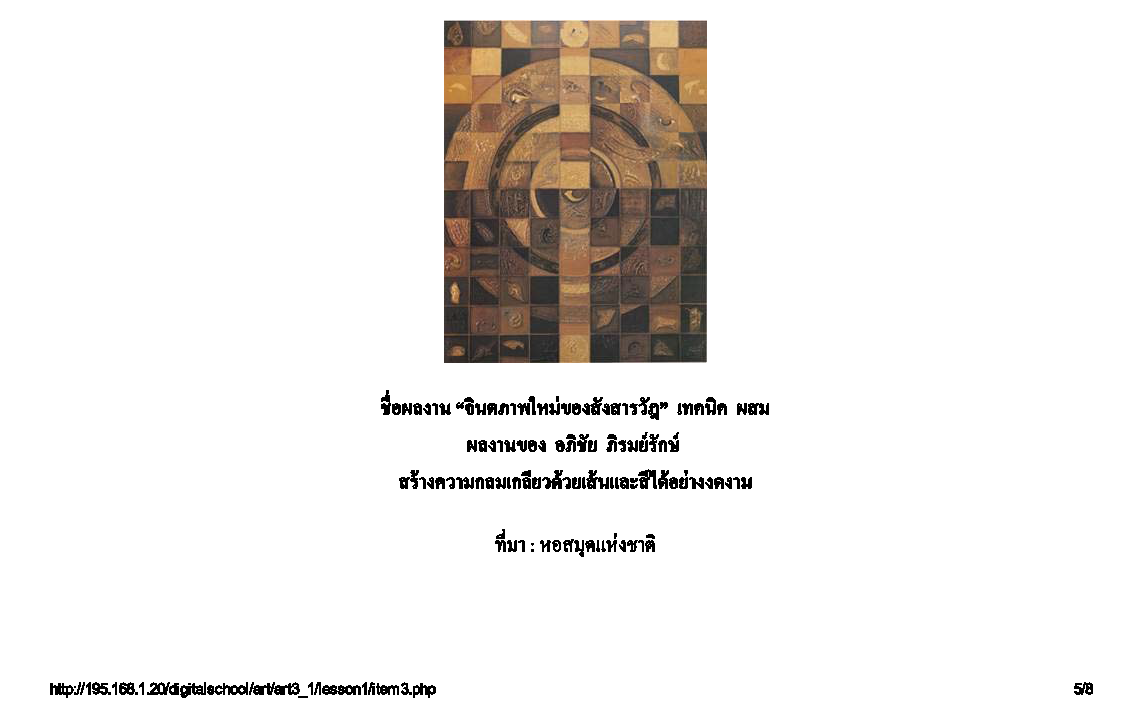 ชื่อผลงาน “จินตภาพใหม่ของสังสารวัฎ” เทคนิค ผสม
ผลงานของ อภิชัย ภิรมย์รักษ์
สร้างความกลมเกลียวด้วยเส้นและสีได้อย่างงดงาม
ที่มา : หอสมุดแห่งชาติ
http://195.168.1.20/digitalschool/art/art3_1/lesson1/item3.php 5/8